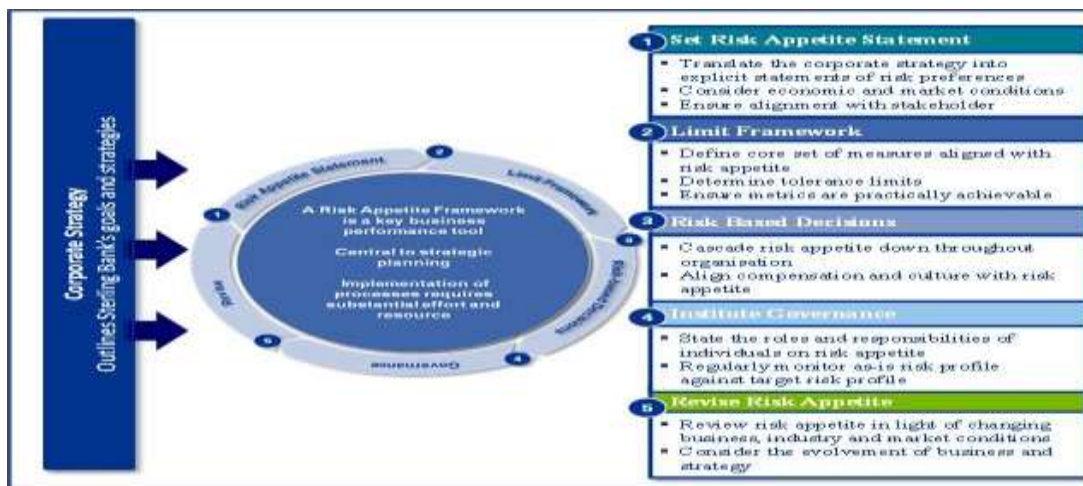 Corporate Strategy
Outlines Sterling Bank's goals and strategies
1
Risk Appetite Statement
2
Limit Framework
3
Risk Based Decisions
4
Governance
5
Review
A Risk Appetite Framework
is a key business
performance tool
Central to strategic
planning
Implementation of
processes requires
substantial effort and
resource
1 Set Risk Appetite Statement
▪ Translate the corporate strategy into
explicit statements of risk preferences
▪ Consider economic and market conditions
▪ Ensure alignment with stakeholder
2 Limit Framework
▪ Define core set of measures aligned with
risk appetite
▪ Determine tolerance limits
▪ Ensure metrics are practically achievable
3 Risk Based Decisions
▪ Cascade risk appetite down throughout
organisation
▪ Align compensation and culture with risk
appetite
4 Institute Governance
▪ State the roles and responsibilities of
individuals on risk appetite
▪ Regularly monitor as-is risk profile
against target risk profile
5 Revise Risk Appetite
▪ Review risk appetite in light of changing
business, industry and market conditions
▪ Consider the evolvement of business and
strategy